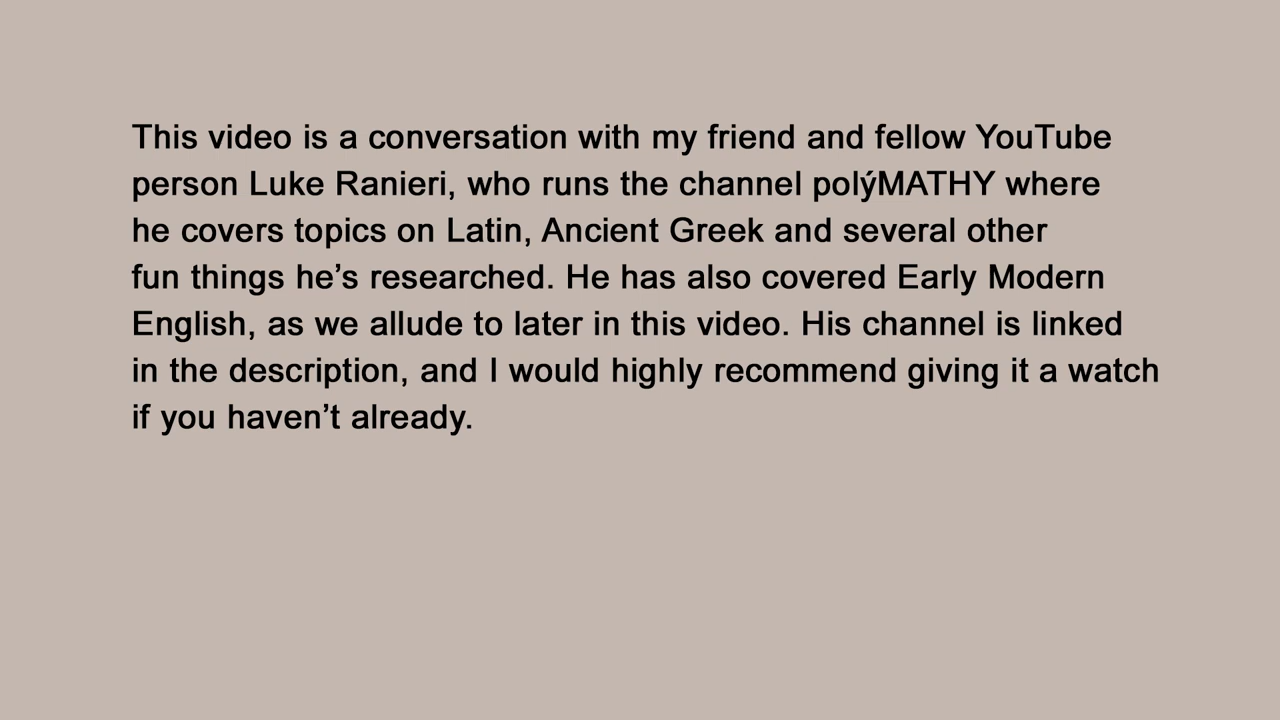 This video is a conversation with my friend and fellow YouTube
person Luke Ranieri, who runs the channel polýMATHY where
he covers topics on Latin, Ancient Greek and several other
fun things he’s researched. He has also covered Early Modern
English, as we allude to later in this video. His channel is linked
in the description, and I would highly recommend giving it a watch
if you haven’t already.